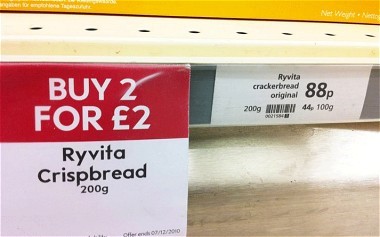 Net Weight • Netto
BUY 2
FOR £2
Ryvita
Crispbread
200g
Offer ends 07/12/2010
Ryvita
crackerbread
original
88p
200g
44p 100g